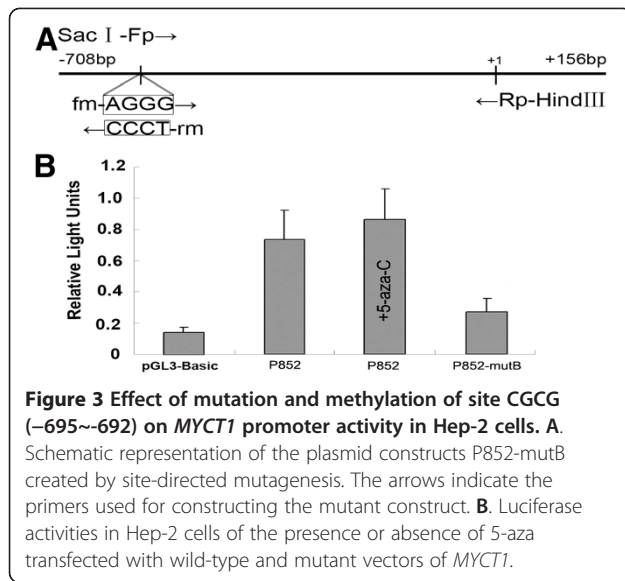 A
Sac I -Fp→
-708bp
+1
+156bp
fm-AGGG→
←CCCT-rm
←Rp-HindIII
B
Relative Light Units
1.2
1.0
0.8
0.6
0.4
0.2
0
+5-aza-C
pGL3-Basic
P852
P852
P852-mutB
Figure 3 Effect of mutation and methylation of site CGCG
(−695~-692) on MYCT1 promoter activity in Hep-2 cells. A.
Schematic representation of the plasmid constructs P852-mutB
created by site-directed mutagenesis. The arrows indicate the
primers used for constructing the mutant construct. B. Luciferase
activities in Hep-2 cells of the presence or absence of 5-aza
transfected with wild-type and mutant vectors of MYCT1.